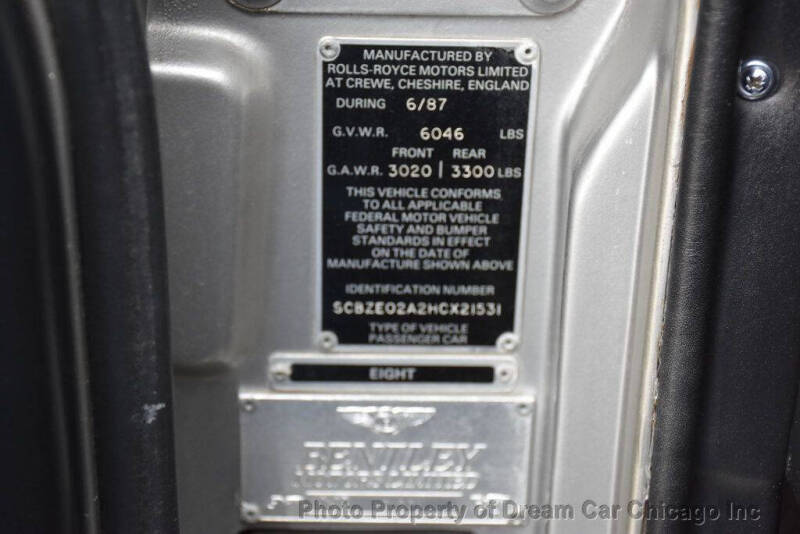 MANUFACTURED BY
ROLLS-ROYCE MOTORS LIMITED
AT CREWE, CHESHIRE, ENGLAND
DURING 6/87
G.V.W.R. 6046 LBS
FRONT REAR
G.A.W.R. 3020 | 3300 LBS
THIS VEHICLE CONFORMS
TO ALL APPLICABLE
FEDERAL MOTOR VEHICLE
SAFETY AND BUMPER
STANDARDS IN EFFECT
ON THE DATE OF
MANUFACTURE SHOWN ABOVE
IDENTIFICATION NUMBER
SCBZE02A2HCX21531
TYPE OF VEHICLE
PASSENGER CAR
EIGHT
BENTLEY
MOTORS LIMITED
Photo Property of Dream Car Chicago Inc